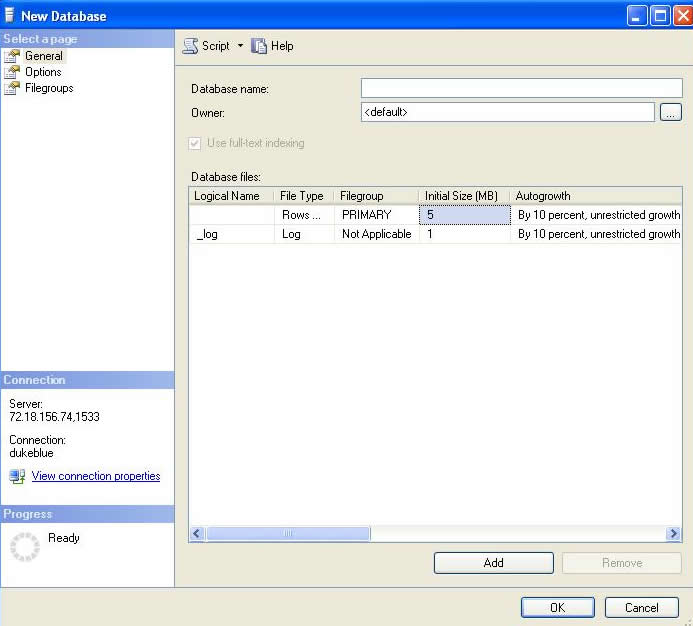 New Database
Select a page
General
Options
Filegroups
Script Help
Database name:
Owner: <default> ...
Use full-text indexing
Database files:
Logical Name File Type Filegroup Initial Size (MB) Autogrowth
Rows ... PRIMARY 5 By 10 percent, unrestricted growth
_log Log Not Applicable 1 By 10 percent, unrestricted growth
Connection
Server:
72.18.156.74,1533
Connection:
dukeblue
View connection properties
Progress
Ready
Add Remove
OK Cancel